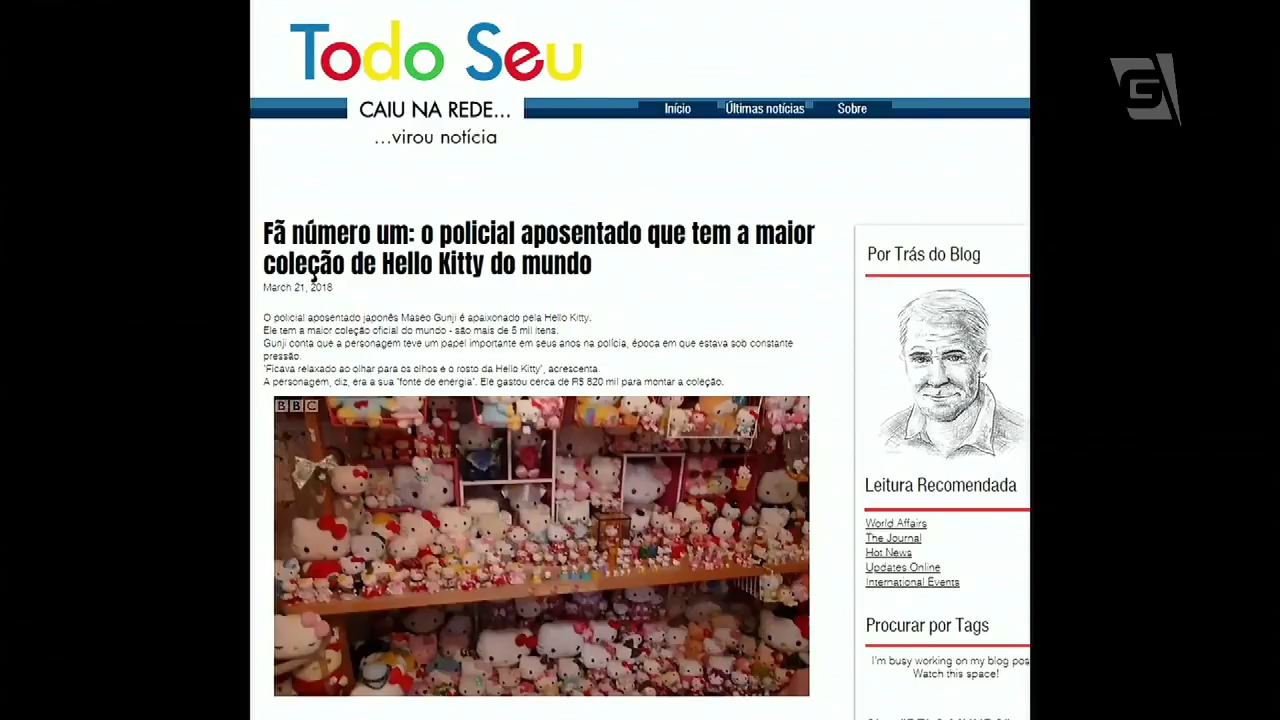 Todo Seu
CAIU NA REDE...
...virou notícia
Início
Últimas notícias
Sobre
Fã número um: o policial aposentado que tem a maior
coleção de Hello Kitty do mundo
March 21, 2018
O policial aposentado japonês Maseo Gunji é apaixonado pela Hello Kitty.
Ele tem a maior coleção oficial do mundo - são mais de 5 mil itens.
Gunji conta que a personagem teve um papel importante em seus anos na polícia, época em que estava sob constante
pressão.
"Ficava relaxado ao olhar para os olhos e o rosto da Hello Kitty", acrescenta.
A personagem, diz, era a sua "fonte de energia". Ele gastou cerca de R$ 820 mil para montar a coleção.
BBC
Por Trás do Blog
Leitura Recomendada
World Affairs
The Journal
Hot News
Updates Online
International Events
Procurar por Tags
I'm busy working on my blog pos
Watch this space!